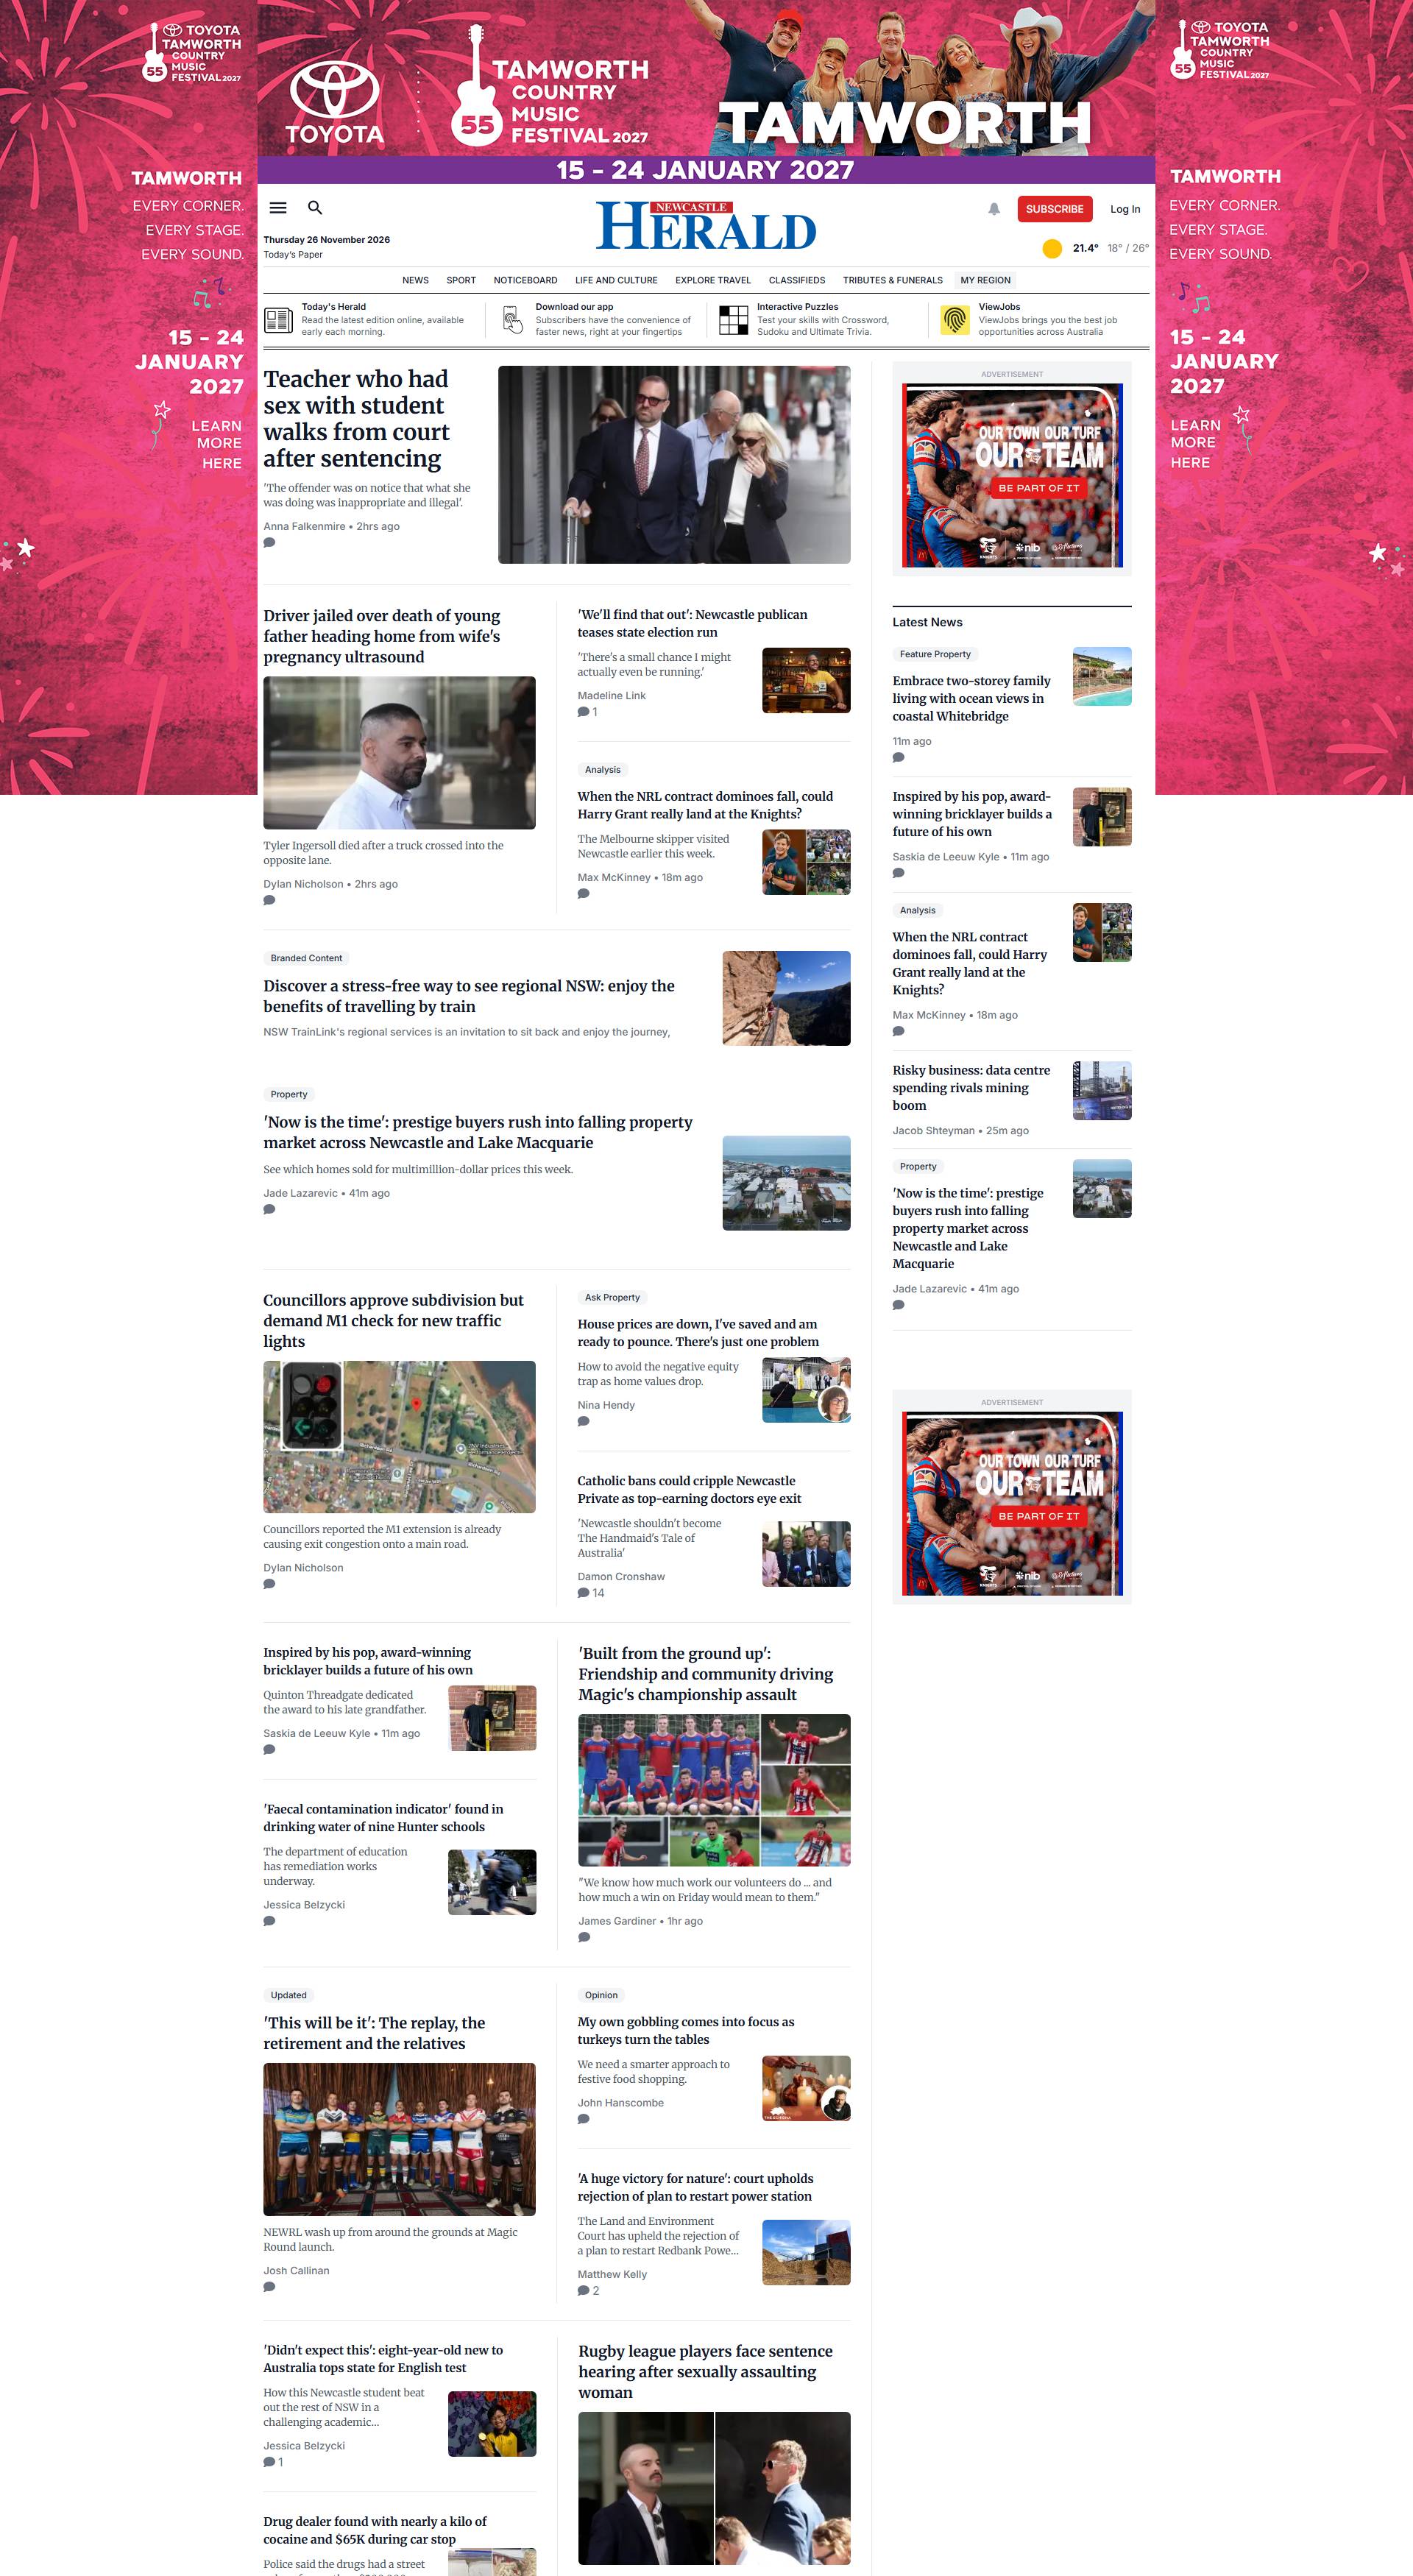 TOYOTA
TAMWORTH
COUNTRY
MUSIC
FESTIVAL 2027
55
TAMWORTH
EVERY CORNER.
EVERY STAGE.
EVERY SOUND.
15 - 24
JANUARY
2027
LEARN
MORE
HERE
TOYOTA
55
TAMWORTH
COUNTRY
MUSIC
FESTIVAL 2027
TAMWORTH
15 - 24 JANUARY 2027
TOYOTA
TAMWORTH
COUNTRY
MUSIC
FESTIVAL 2027
55
TAMWORTH
EVERY CORNER.
EVERY STAGE.
EVERY SOUND.
15 - 24
JANUARY
2027
LEARN
MORE
HERE
NEWCASTLE
HERALD
SUBSCRIBE
Log In
Thursday 26 November 2026
Today's Paper
21.4° 18° / 26°
NEWS SPORT NOTICEBOARD LIFE AND CULTURE EXPLORE TRAVEL CLASSIFIEDS TRIBUTES & FUNERALS MY REGION
Today's Herald
Read the latest edition online, available
early each morning.
Download our app
Subscribers have the convenience of
faster news, right at your fingertips
Interactive Puzzles
Test your skills with Crossword,
Sudoku and Ultimate Trivia.
ViewJobs
ViewJobs brings you the best job
opportunities across Australia
Teacher who had
sex with student
walks from court
after sentencing
'The offender was on notice that what she
was doing was inappropriate and illegal'.
Anna Falkenmire • 2hrs ago
Driver jailed over death of young
father heading home from wife's
pregnancy ultrasound
Tyler Ingersoll died after a truck crossed into the
opposite lane.
Dylan Nicholson • 2hrs ago
'We'll find that out': Newcastle publican
teases state election run
'There's a small chance I might
actually even be running.'
Madeline Link
1
Analysis
When the NRL contract dominoes fall, could
Harry Grant really land at the Knights?
The Melbourne skipper visited
Newcastle earlier this week.
Max McKinney • 18m ago
Branded Content
Discover a stress-free way to see regional NSW: enjoy the
benefits of travelling by train
NSW TrainLink's regional services is an invitation to sit back and enjoy the journey,
Property
'Now is the time': prestige buyers rush into falling property
market across Newcastle and Lake Macquarie
See which homes sold for multimillion-dollar prices this week.
Jade Lazarevic • 41m ago
Councillors approve subdivision but
demand M1 check for new traffic
lights
Councillors reported the M1 extension is already
causing exit congestion onto a main road.
Dylan Nicholson
Ask Property
House prices are down, I've saved and am
ready to pounce. There's just one problem
How to avoid the negative equity
trap as home values drop.
Nina Hendy
Catholic bans could cripple Newcastle
Private as top-earning doctors eye exit
'Newcastle shouldn't become
The Handmaid's Tale of
Australia'
Damon Cronshaw
14
Inspired by his pop, award-winning
bricklayer builds a future of his own
Quinton Threadgate dedicated
the award to his late grandfather.
Saskia de Leeuw Kyle • 11m ago
'Faecal contamination indicator' found in
drinking water of nine Hunter schools
The department of education
has remediation works
underway.
Jessica Belzycki
'Built from the ground up':
Friendship and community driving
Magic's championship assault
"We know how much work our volunteers do ... and
how much a win on Friday would mean to them."
James Gardiner • 1hr ago
Updated
'This will be it': The replay, the
retirement and the relatives
NEWRL wash up from around the grounds at Magic
Round launch.
Josh Callinan
Opinion
My own gobbling comes into focus as
turkeys turn the tables
We need a smarter approach to
festive food shopping.
John Hanscombe
'A huge victory for nature': court upholds
rejection of plan to restart power station
The Land and Environment
Court has upheld the rejection of
a plan to restart Redbank Powe...
Matthew Kelly
2
'Didn't expect this': eight-year-old new to
Australia tops state for English test
How this Newcastle student beat
out the rest of NSW in a
challenging academic...
Jessica Belzycki
1
Drug dealer found with nearly a kilo of
cocaine and $65K during car stop
Police said the drugs had a street
Rugby league players face sentence
hearing after sexually assaulting
woman
ADVERTISEMENT
OUR TOWN OUR TURF
OUR TEAM
BE PART OF IT
KNIGHTS
nib
Latest News
Feature Property
Embrace two-storey family
living with ocean views in
coastal Whitebridge
11m ago
Inspired by his pop, award-
winning bricklayer builds a
future of his own
Saskia de Leeuw Kyle • 11m ago
Analysis
When the NRL contract
dominoes fall, could Harry
Grant really land at the
Knights?
Max McKinney • 18m ago
Risky business: data centre
spending rivals mining
boom
Jacob Shteyman • 25m ago
Property
'Now is the time': prestige
buyers rush into falling
property market across
Newcastle and Lake
Macquarie
Jade Lazarevic • 41m ago
ADVERTISEMENT
OUR TOWN OUR TURF
OUR TEAM
BE PART OF IT
KNIGHTS
nib